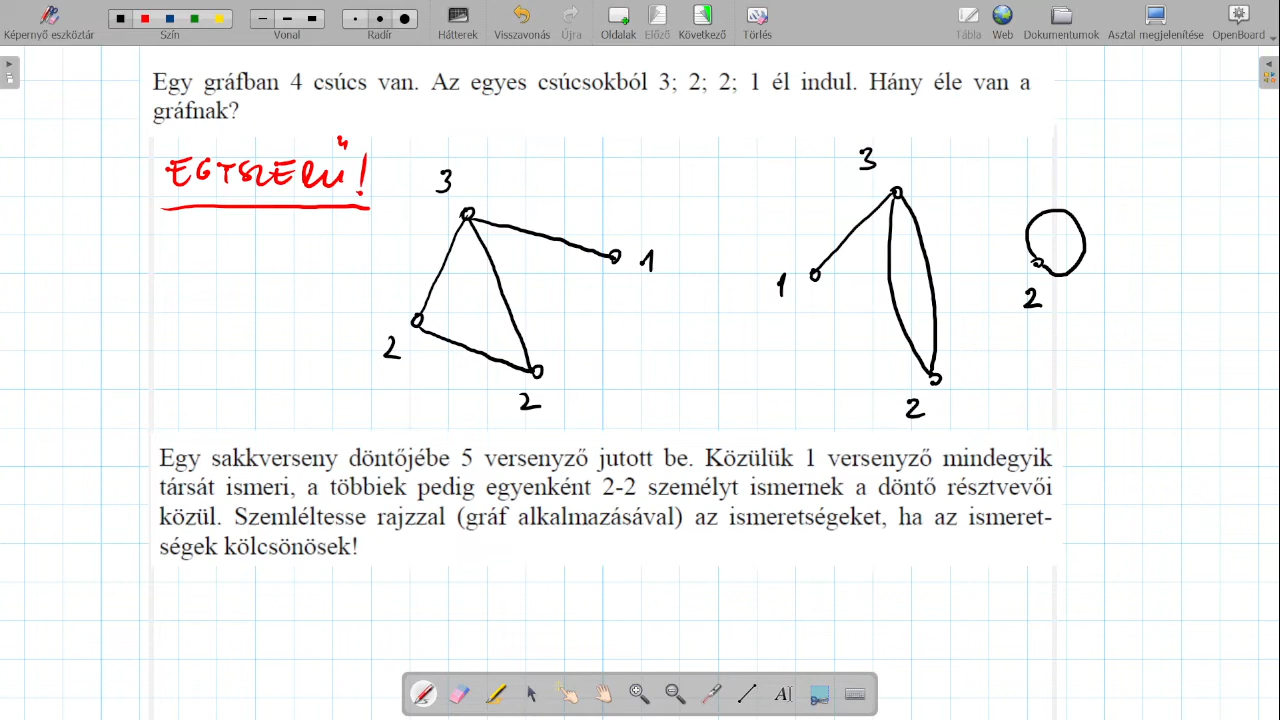 Képernyő eszköztár
Szín
Vonal
Radír
Hátterek
Visszavonás
Újra
Oldalak
Előző
Következő
Törlés
Tábla
Web
Dokumentumok
Asztal megjelenítése
OpenBoard
Egy gráfban 4 csúcs van. Az egyes csúcsokból 3; 2; 2; 1 él indul. Hány éle van a
gráfnak?
EGYSZERŰ!
3
1
2
2
3
1
2
2
Egy sakkverseny döntőjébe 5 versenyző jutott be. Közülük 1 versenyző mindegyik
társát ismeri, a többiek pedig egyenként 2-2 személyt ismernek a döntő résztvevői
közül. Szemléltesse rajzzal (gráf alkalmazásával) az ismeretségeket, ha az ismeret-
ségek kölcsönösek!
AI